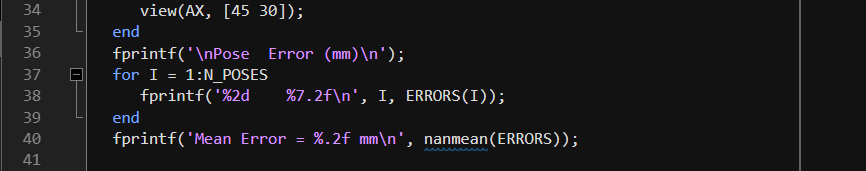 34 view(AX, [45 30]);
35 end
36 fprintf('\nPose  Error (mm)\n');
37 for I = 1:N_POSES
38 fprintf('%2d    %7.2f\n', I, ERRORS(I));
39 end
40 fprintf('Mean Error = %.2f mm\n', nanmean(ERRORS));
41